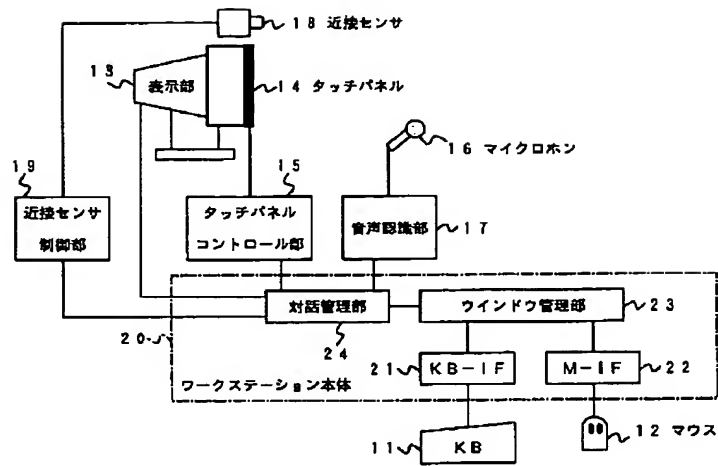 18 近接センサ
13
表示部
14 タッチパネル
16 マイクロホン
19
15
近接センサ
制御部
タッチパネル
コントロール部
音声認識部
17
対話管理部
ウインドウ管理部
23
20
24
21
KB-IF
M-IF
22
ワークステーション本体
11
KB
12 マウス